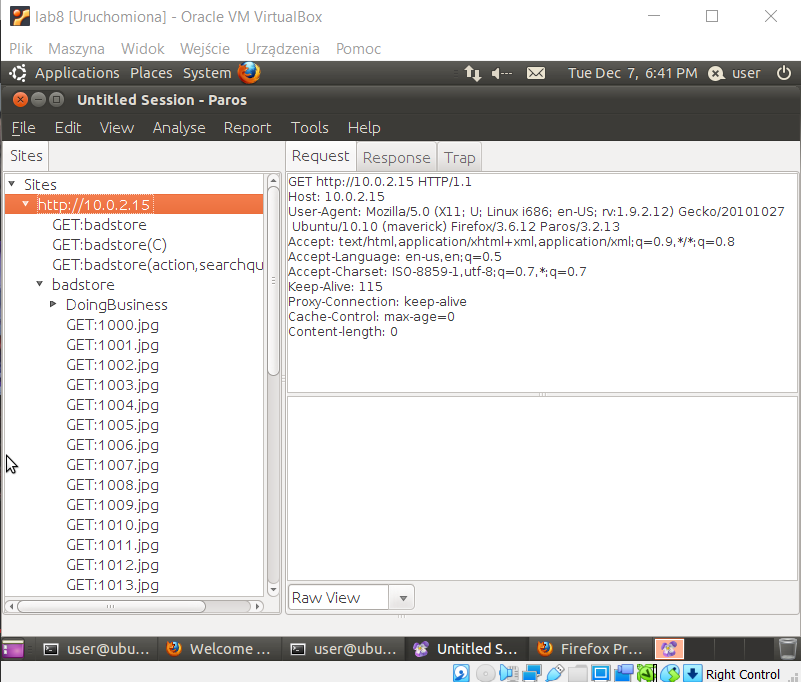 lab8 [Uruchomiona] - Oracle VM VirtualBox
Plik Maszyna Widok Wejście Urządzenia Pomoc
Applications Places System Tue Dec 7, 6:41 PM user
Untitled Session - Paros
File Edit View Analyse Report Tools Help
Sites
Request Response Trap
Sites
http://10.0.2.15
GET:badstore
GET:badstore(C)
GET:badstore(action,searchqu
badstore
DoingBusiness
GET:1000.jpg
GET:1001.jpg
GET:1002.jpg
GET:1003.jpg
GET:1004.jpg
GET:1005.jpg
GET:1006.jpg
GET:1007.jpg
GET:1008.jpg
GET:1009.jpg
GET:1010.jpg
GET:1011.jpg
GET:1012.jpg
GET:1013.jpg
GET http://10.0.2.15 HTTP/1.1
Host: 10.0.2.15
User-Agent: Mozilla/5.0 (X11; U; Linux i686; en-US; rv:1.9.2.12) Gecko/20101027
Ubuntu/10.10 (maverick) Firefox/3.6.12 Paros/3.2.13
Accept: text/html,application/xhtml+xml,application/xml;q=0.9,*/*;q=0.8
Accept-Language: en-us,en;q=0.5
Accept-Charset: ISO-8859-1,utf-8;q=0.7,*;q=0.7
Keep-Alive: 115
Proxy-Connection: keep-alive
Cache-Control: max-age=0
Content-length: 0
Raw View
user@ubu... Welcome ... user@ubu... Untitled S... Firefox Pr...
Right Control